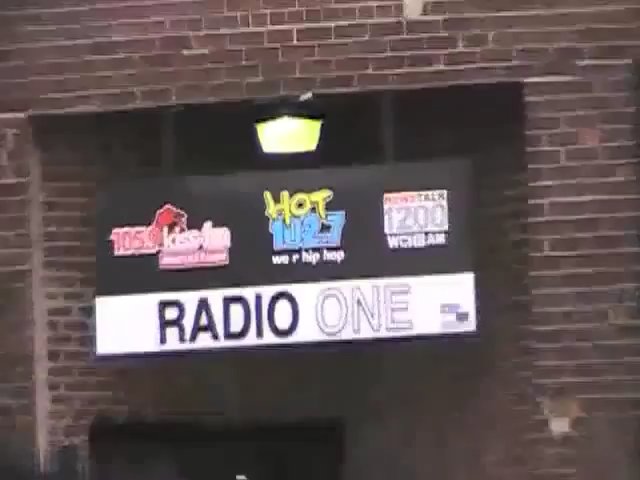 105.9 kiss-fm
HOT
102.7
we r hip hop
NEWSTALK
1200
WCHB AM
RADIO ONE